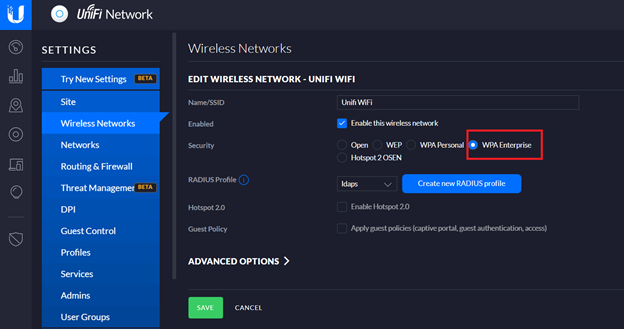 UniFi Network
SETTINGS
Try New Settings BETA
Site
Wireless Networks
Networks
Routing & Firewall
Threat Managemer BETA
DPI
Guest Control
Profiles
Services
Admins
User Groups
Wireless Networks
EDIT WIRELESS NETWORK - UNIFI WIFI
Name/SSID Unifi WiFi
Enabled Enable this wireless network
Security Open WEP WPA Personal WPA Enterprise
Hotspot 2 OSEN
RADIUS Profile i ldaps Create new RADIUS profile
Hotspot 2.0 Enable Hotspot 2.0
Guest Policy Apply guest policies (captive portal, guest authentication, access)
ADVANCED OPTIONS
SAVE CANCEL